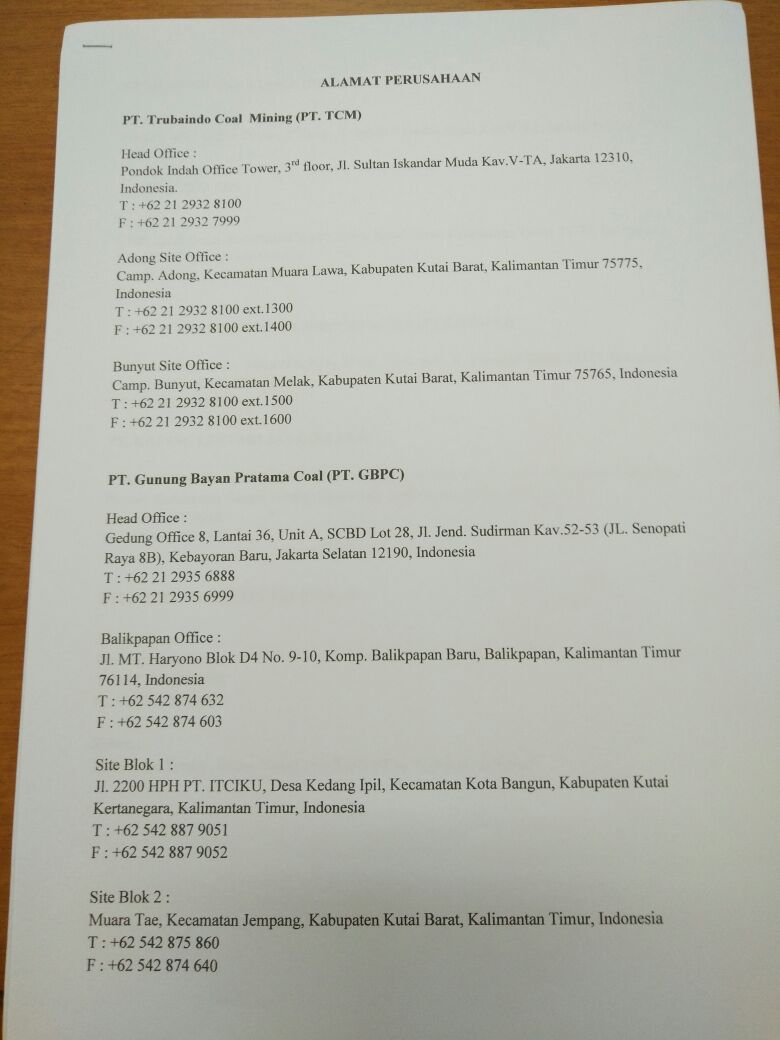 ALAMAT PERUSAHAAN
PT. Trubaindo Coal Mining (PT. TCM)
Head Office :
Pondok Indah Office Tower, 3rd floor, Jl. Sultan Iskandar Muda Kav.V-TA, Jakarta 12310,
Indonesia.
T : +62 21 2932 8100
F : +62 21 2932 7999
Adong Site Office :
Camp. Adong, Kecamatan Muara Lawa, Kabupaten Kutai Barat, Kalimantan Timur 75775,
Indonesia
T : +62 21 2932 8100 ext.1300
F : +62 21 2932 8100 ext.1400
Bunyut Site Office :
Camp. Bunyut, Kecamatan Melak, Kabupaten Kutai Barat, Kalimantan Timur 75765, Indonesia
T : +62 21 2932 8100 ext.1500
F : +62 21 2932 8100 ext.1600
PT. Gunung Bayan Pratama Coal (PT. GBPC)
Head Office :
Gedung Office 8, Lantai 36, Unit A, SCBD Lot 28, Jl. Jend. Sudirman Kav.52-53 (JL. Senopati
Raya 8B), Kebayoran Baru, Jakarta Selatan 12190, Indonesia
T : +62 21 2935 6888
F : +62 21 2935 6999
Balikpapan Office :
Jl. MT. Haryono Blok D4 No. 9-10, Komp. Balikpapan Baru, Balikpapan, Kalimantan Timur
76114, Indonesia
T : +62 542 874 632
F : +62 542 874 603
Site Blok 1 :
Jl. 2200 HPH PT. ITCIKU, Desa Kedang Ipil, Kecamatan Kota Bangun, Kabupaten Kutai
Kertanegara, Kalimantan Timur, Indonesia
T : +62 542 887 9051
F : +62 542 887 9052
Site Blok 2 :
Muara Tae, Kecamatan Jempang, Kabupaten Kutai Barat, Kalimantan Timur, Indonesia
T : +62 542 875 860
F : +62 542 874 640